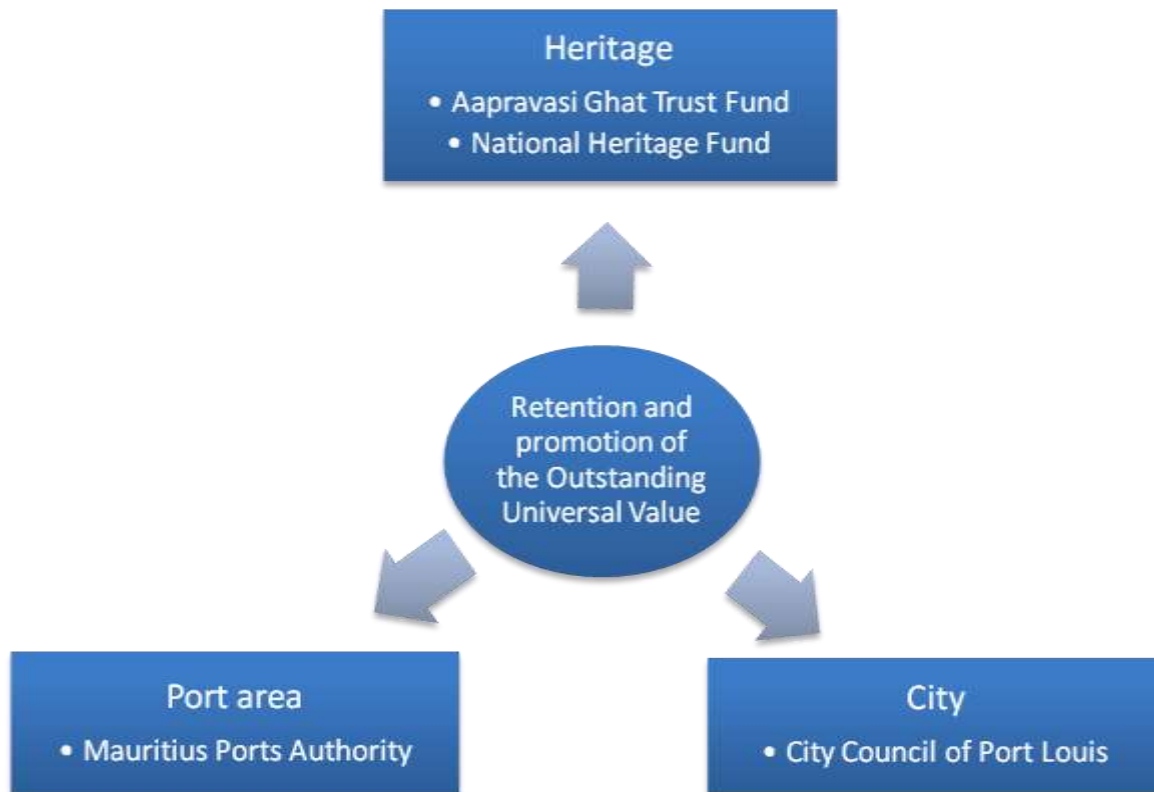 Heritage
• Aapravasi Ghat Trust Fund
• National Heritage Fund
Retention and
promotion of
the Outstanding
Universal Value
Port area
• Mauritius Ports Authority
City
• City Council of Port Louis